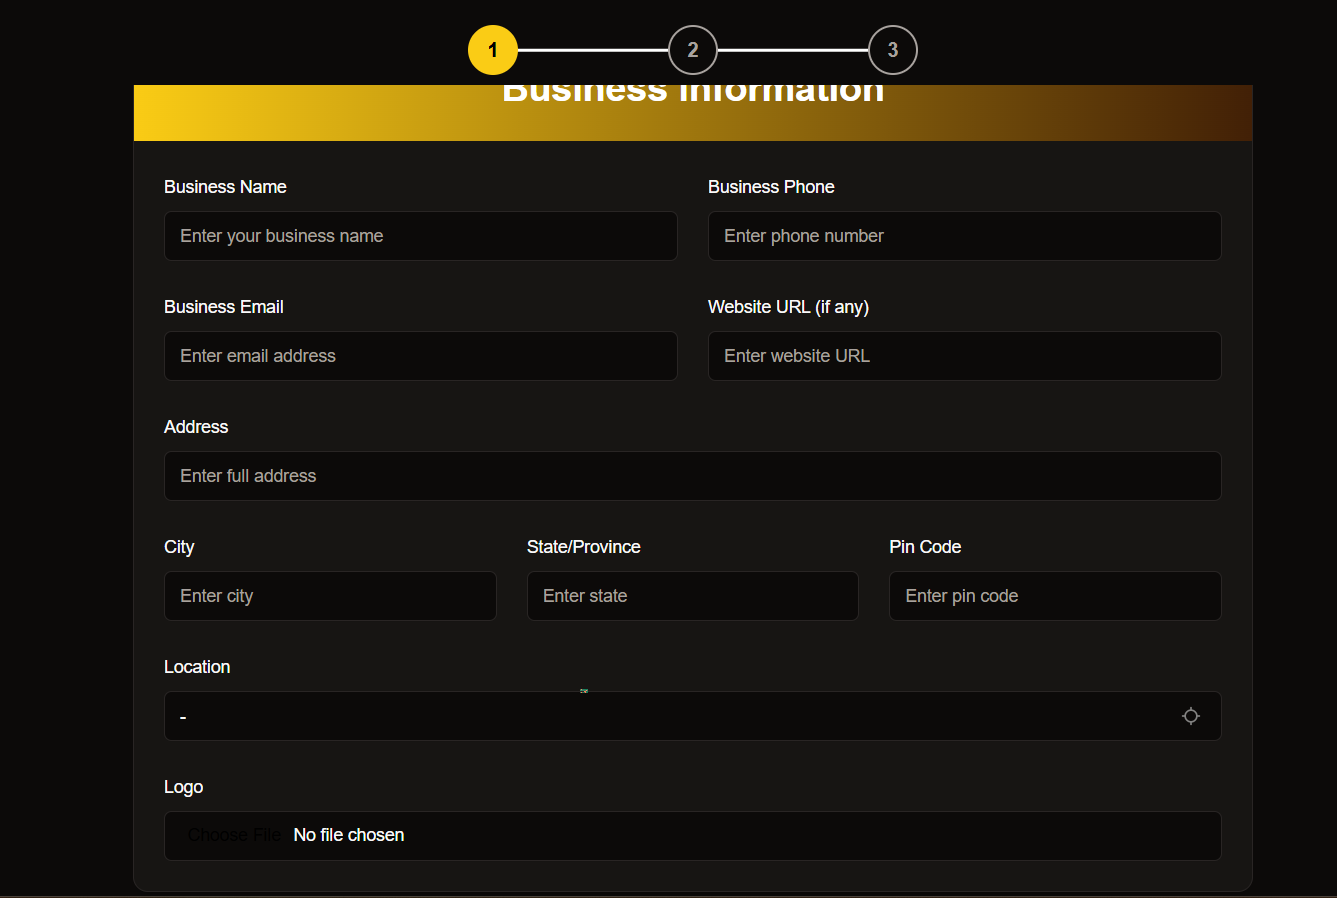 1 2 3
Business Information
Business Name Business Phone
Enter your business name Enter phone number
Business Email Website URL (if any)
Enter email address Enter website URL
Address
Enter full address
City State/Province Pin Code
Enter city Enter state Enter pin code
Location
-
Logo
Choose File No file chosen